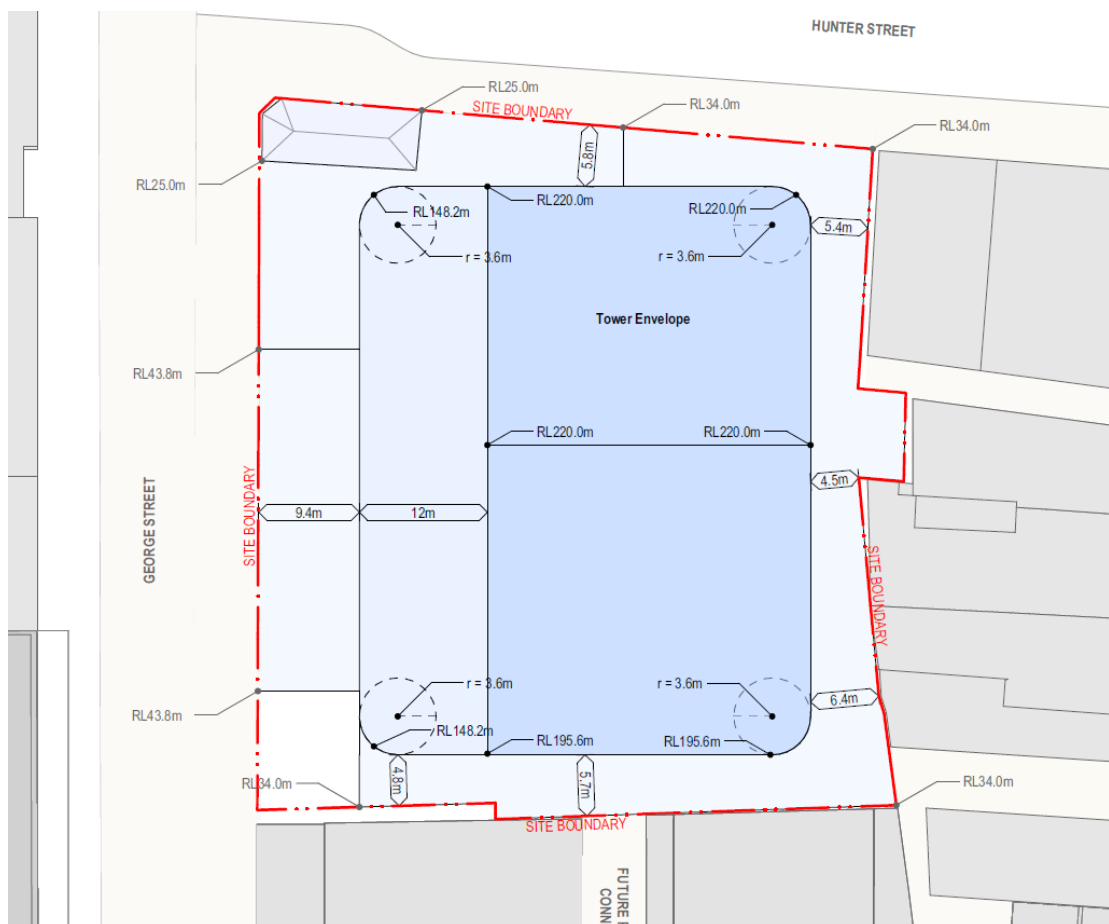 HUNTER STREET
RL25.0m
SITE BOUNDARY
RL34.0m
RL34.0m
5.8m
RL25.0m
RL220.0m
RL220.0m
RL148.2m
5.4m
r = 3.6m
r = 3.6m
Tower Envelope
RL43.8m
RL220.0m
RL220.0m
4.5m
9.4m
12m
SITE BOUNDARY
GEORGE STREET
SITE BOUNDARY
r = 3.6m
r = 3.6m
6.4m
RL43.8m
RL148.2m
RL195.6m
RL195.6m
RL34.0m
4.8m
5.7m
RL34.0m
SITE BOUNDARY
FUTURE